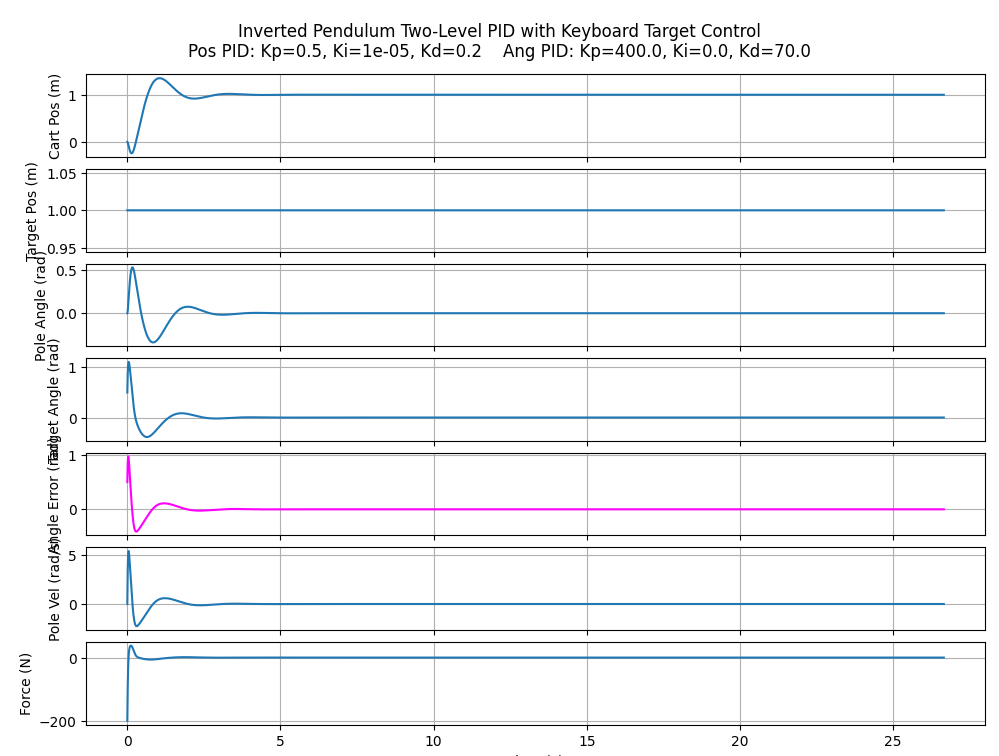 Inverted Pendulum Two-Level PID with Keyboard Target Control
Pos PID: Kp=0.5, Ki=1e-05, Kd=0.2    Ang PID: Kp=400.0, Ki=0.0, Kd=70.0
Cart Pos (m)
1
0
Target Pos (m)
1.05
1.00
0.95
Pole Angle (rad)
0.5
0.0
Target Angle (rad)
1
0
Angle Error (rad)
1
0
Pole Vel (rad/s)
5
0
Force (N)
0
−200
0 5 10 15 20 25